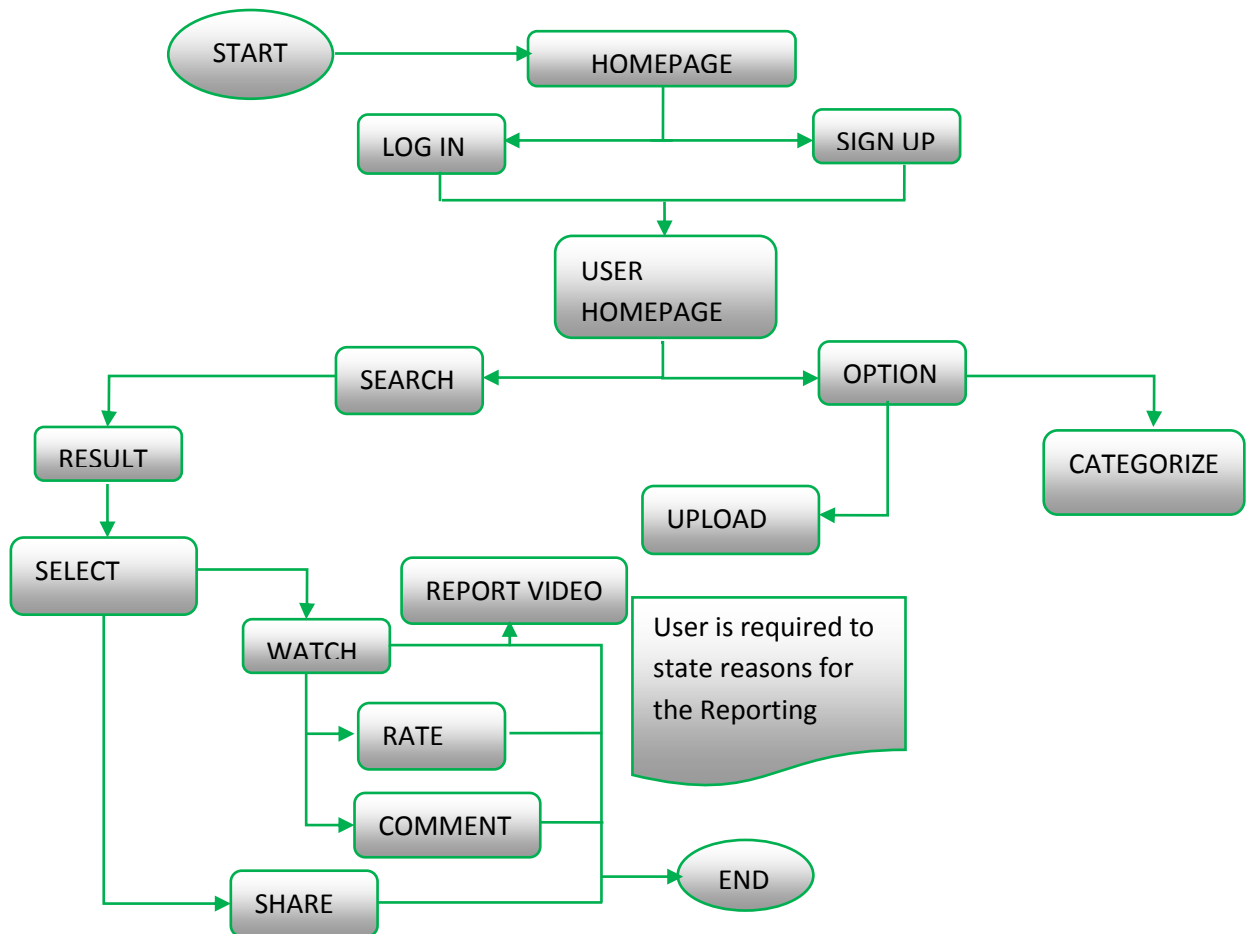 START
HOMEPAGE
LOG IN
SIGN UP
USER
HOMEPAGE
SEARCH
OPTION
RESULT
CATEGORIZE
UPLOAD
SELECT
REPORT VIDEO
User is required to
state reasons for
the Reporting
WATCH
RATE
COMMENT
SHARE
END